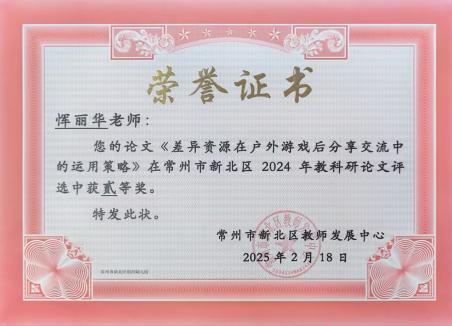 荣誉证书
恽丽华老师：
您的论文《差异资源在户外游戏后分享交流中
的运用策略》在常州市新北区 2024 年教科研论文评
选中获贰等奖。
特发此状。
常州市新北区教师发展中心
2025 年 2 月 18 日